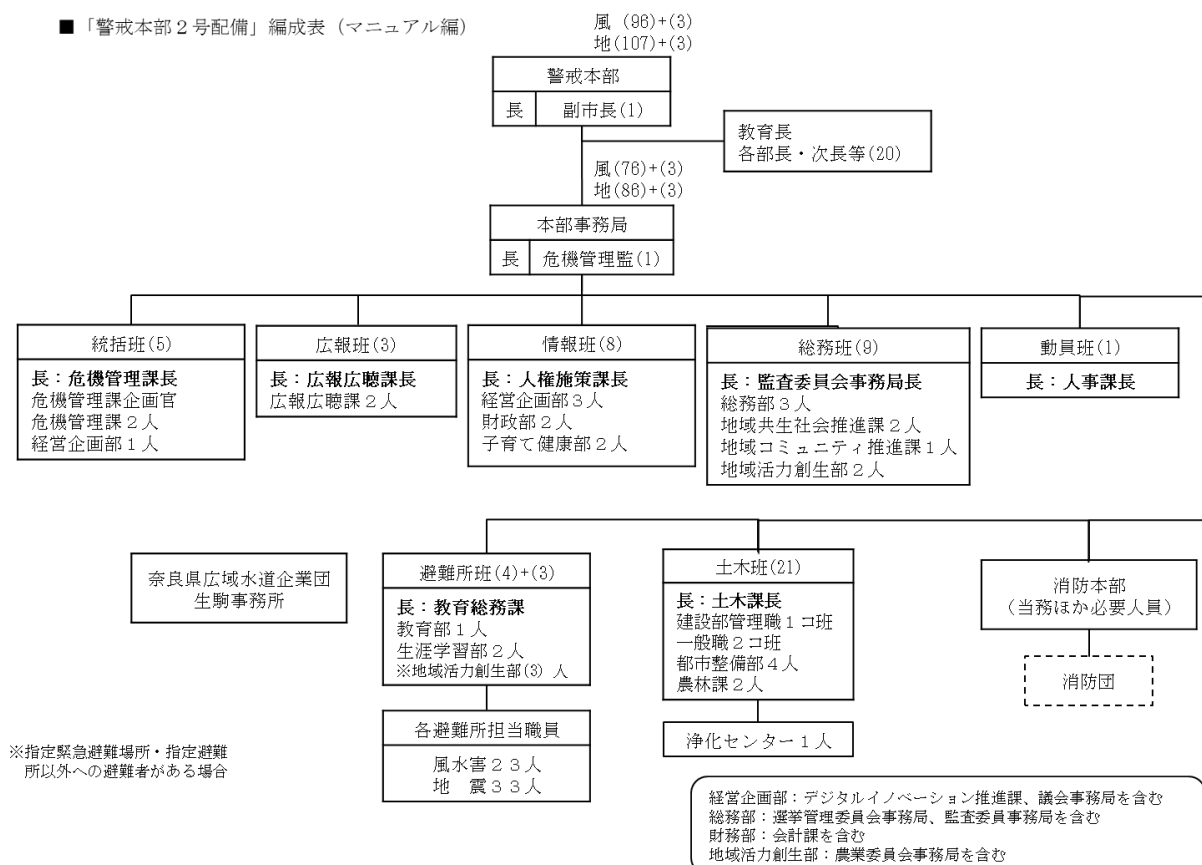 ■「警戒本部２号配備」編成表（マニュアル編）
風（96)+(3)
地(107)+(3)
警戒本部
長 副市長(1)
教育長
各部長・次長等(20)
風(76)+(3)
地(86)+(3)
本部事務局
長 危機管理監(1)
統括班(5)
長：危機管理課長
危機管理課企画官
危機管理課２人
経営企画部１人
広報班(3)
長：広報広聴課長
広報広聴課２人
情報班(8)
長：人権施策課長
経営企画部３人
財政部２人
子育て健康部２人
総務班(9)
長：監査委員会事務局長
総務部３人
地域共生社会推進課２人
地域コミュニティ推進課１人
地域活力創生部２人
動員班(1)
長：人事課長
奈良県広域水道企業団
生駒事務所
避難所班(4)+(3)
長：教育総務課
教育部１人
生涯学習部２人
※地域活力創生部(3) 人
各避難所担当職員
風水害２３人
地　震３３人
土木班(21)
長：土木課長
建設部管理職１コ班
一般職２コ班
都市整備部４人
農林課２人
浄化センター１人
消防本部
（当務ほか必要人員）
消防団
※指定緊急避難場所・指定避難
所以外への避難者がある場合
経営企画部：デジタルイノベーション推進課、議会事務局を含む
総務部：選挙管理委員会事務局、監査委員事務局を含む
財務部：会計課を含む
地域活力創生部：農業委員会事務局を含む